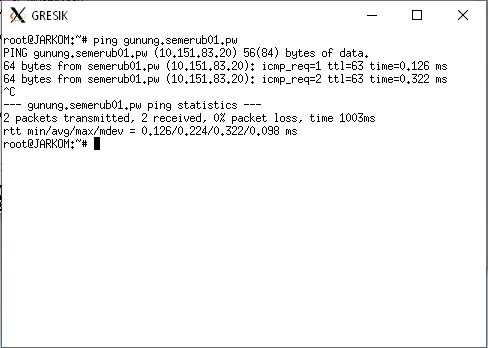 GRESIK
root@JARKOM:~# ping gunung.semerub01.pw
PING gunung.semerub01.pw (10.151.83.20) 56(84) bytes of data.
64 bytes from semerub01.pw (10.151.83.20): icmp_req=1 ttl=63 time=0.126 ms
64 bytes from semerub01.pw (10.151.83.20): icmp_req=2 ttl=63 time=0.322 ms
^C
--- gunung.semerub01.pw ping statistics ---
2 packets transmitted, 2 received, 0% packet loss, time 1003ms
rtt min/avg/max/mdev = 0.126/0.224/0.322/0.098 ms
root@JARKOM:~#